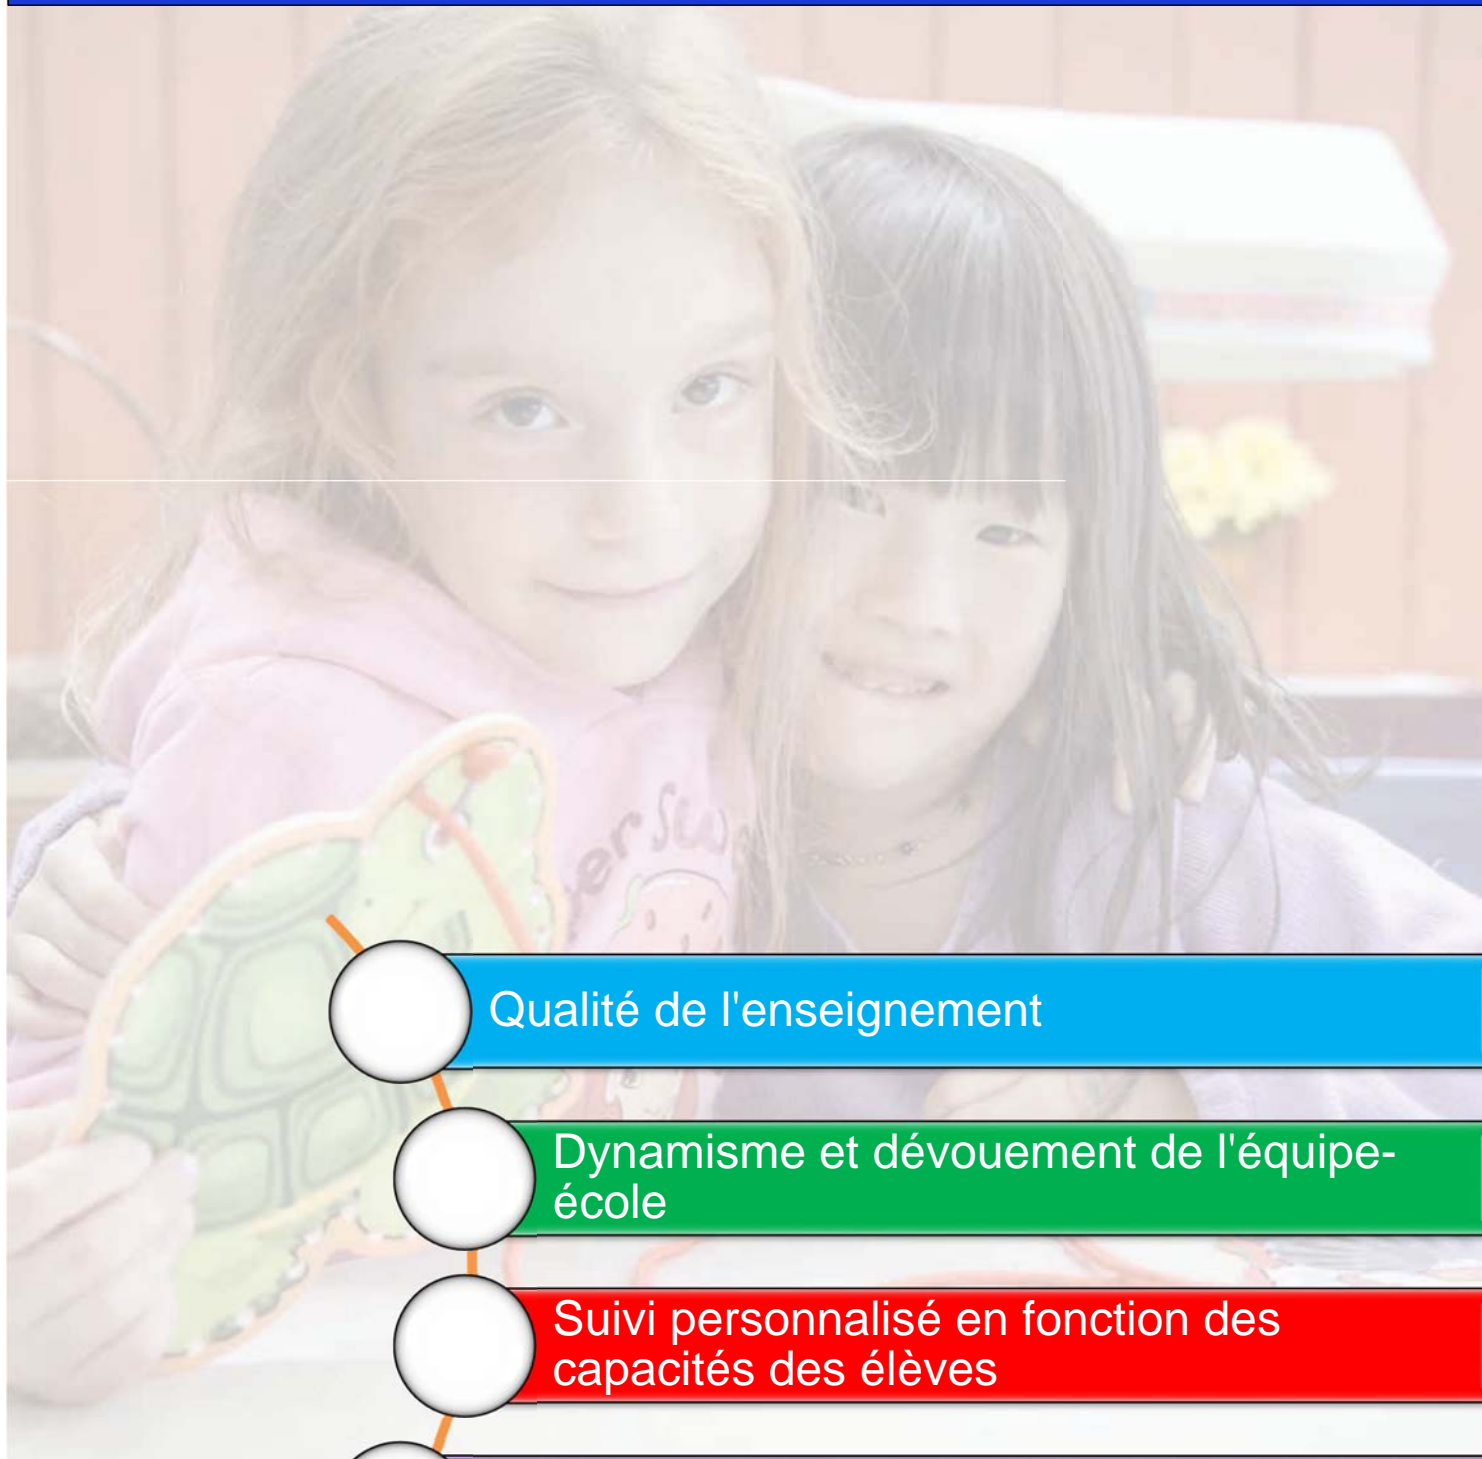 Qualité de l'enseignement
Dynamisme et dévouement de l'équipe-
école
Suivi personnalisé en fonction des
capacités des élèves